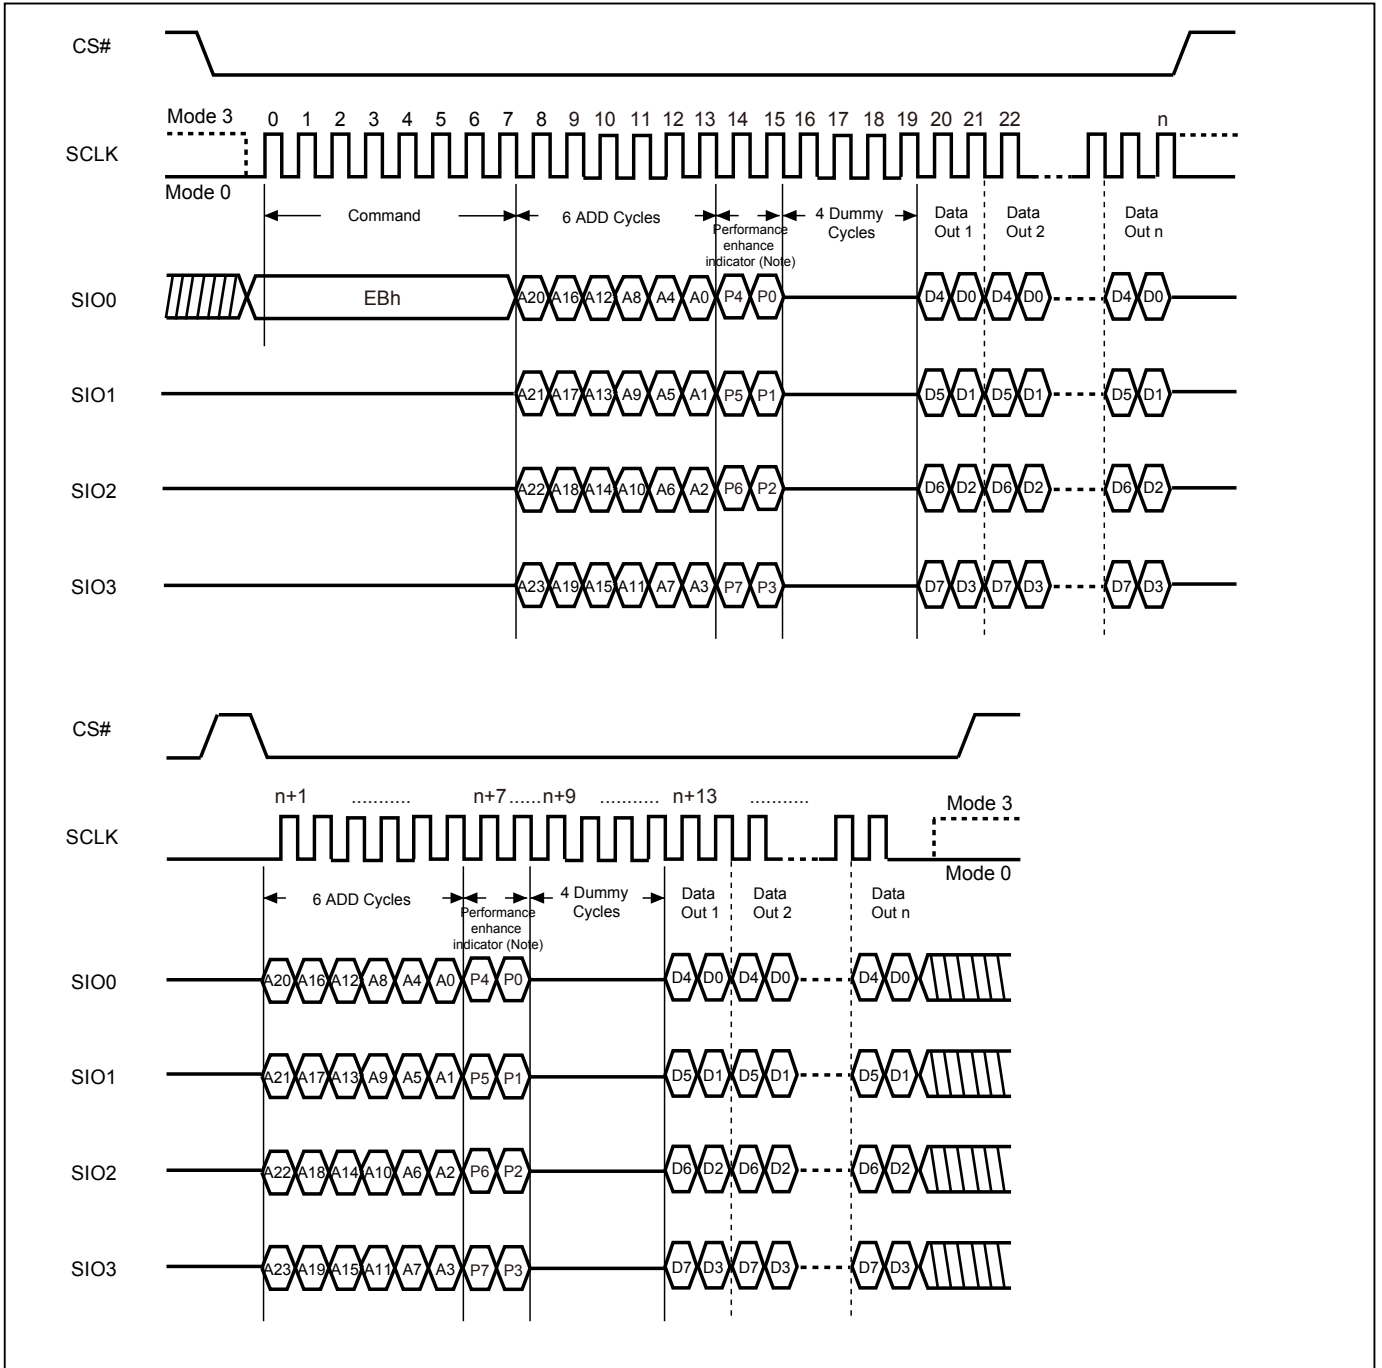 CS#
Mode 3
0 1 2 3 4 5 6 7 8 9 10 11 12 13 14 15 16 17 18 19 20 21 22 n
SCLK
Mode 0
Command
6 ADD Cycles
Performance
enhance
indicator (Note)
4 Dummy
Cycles
Data
Out 1
Data
Out 2
Data
Out n
SIO0 EBh A20 A16 A12 A8 A4 A0 P4 P0 D4 D0 D4 D0 D4 D0
SIO1 A21 A17 A13 A9 A5 A1 P5 P1 D5 D1 D5 D1 D5 D1
SIO2 A22 A18 A14 A10 A6 A2 P6 P2 D6 D2 D6 D2 D6 D2
SIO3 A23 A19 A15 A11 A7 A3 P7 P3 D7 D3 D7 D3 D7 D3
CS#
n+1 ........... n+7......n+9 ........... n+13 ...........
Mode 3
SCLK
Mode 0
6 ADD Cycles
Performance
enhance
indicator (Note)
4 Dummy
Cycles
Data
Out 1
Data
Out 2
Data
Out n
SIO0 A20 A16 A12 A8 A4 A0 P4 P0 D4 D0 D4 D0 D4 D0
SIO1 A21 A17 A13 A9 A5 A1 P5 P1 D5 D1 D5 D1 D5 D1
SIO2 A22 A18 A14 A10 A6 A2 P6 P2 D6 D2 D6 D2 D6 D2
SIO3 A23 A19 A15 A11 A7 A3 P7 P3 D7 D3 D7 D3 D7 D3